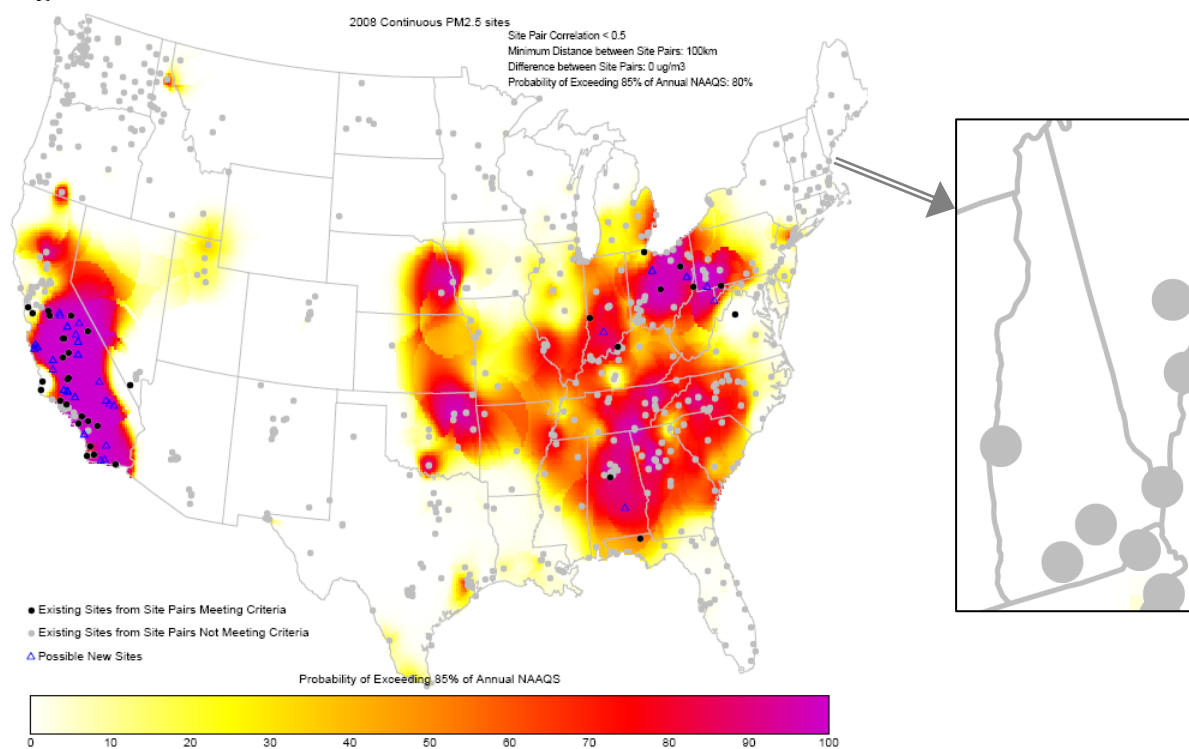 2008 Continuous PM2.5 sites
Site Pair Correlation < 0.5
Minimum Distance between Site Pairs: 100km
Difference between Site Pairs: 0 ug/m3
Probability of Exceeding 85% of Annual NAAQS: 80%
Existing Sites from Site Pairs Meeting Criteria
Existing Sites from Site Pairs Not Meeting Criteria
Possible New Sites
Probability of Exceeding 85% of Annual NAAQS
0 10 20 30 40 50 60 70 80 90 100